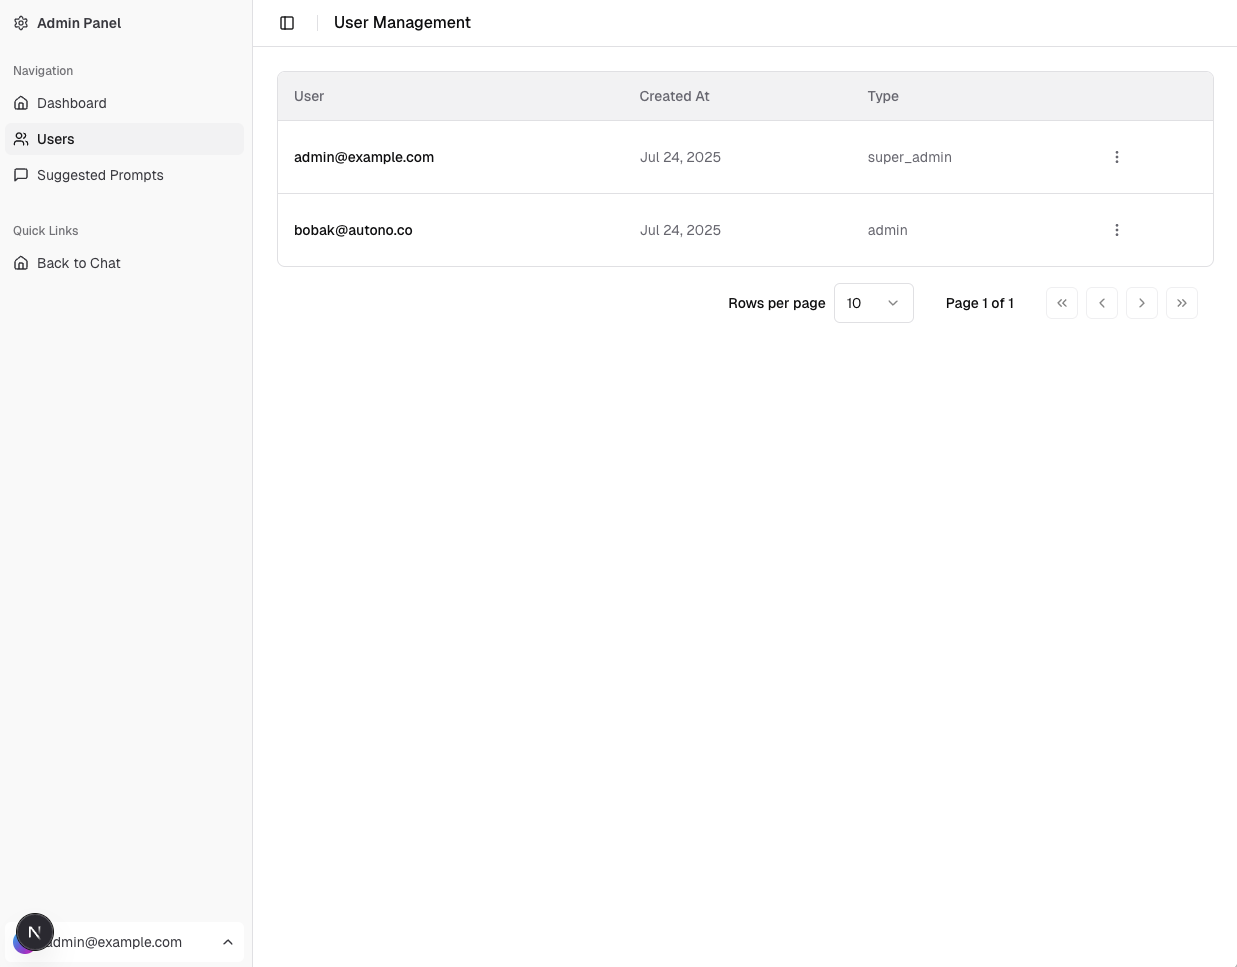 Admin Panel
Navigation
Dashboard
Users
Suggested Prompts
Quick Links
Back to Chat
User Management
User Created At Type
admin@example.com Jul 24, 2025 super_admin
bobak@autono.co Jul 24, 2025 admin
Rows per page 10 Page 1 of 1
N
admin@example.com